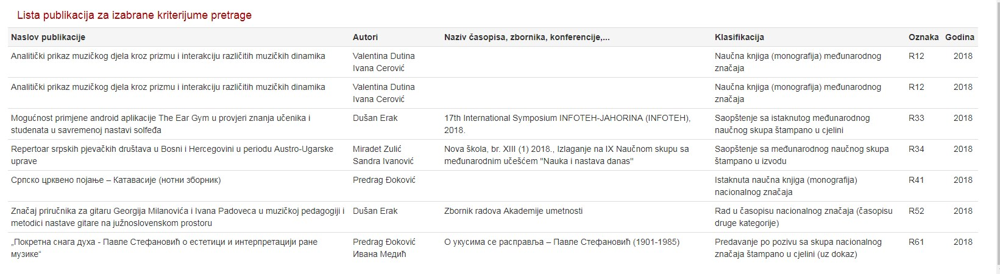 Lista publikacija za izabrane kriterijume pretrage
Naslov publikacije Autori Naziv časopisa, zbornika, konferencije,... Klasifikacija Oznaka Godina
Analitički prikaz muzičkog djela kroz prizmu i interakciju različitih muzičkih dinamika Valentina Dutina Naučna knjiga (monografija) međunarodnog R12 2018
Ivana Cerović značaja
Analitički prikaz muzičkog djela kroz prizmu i interakciju različitih muzičkih dinamika Valentina Dutina Naučna knjiga (monografija) međunarodnog R12 2018
Ivana Cerović značaja
Mogućnost primjene android aplikacije The Ear Gym u provjeri znanja učenika i Dušan Erak 17th International Symposium INFOTEH-JAHORINA (INFOTEH), Saopštenje sa istaknutog međunarodnog R33 2018
studenata u savremenoj nastavi solfeđa 2018. naučnog skupa štampano u cjelini
Repertoar srpskih pjevačkih društava u Bosni i Hercegovini u periodu Austro-Ugarske Miradet Zulić Nova škola, br. XIII (1) 2018., Izlaganje na IX Naučnom skupu sa Saopštenje sa međunarodnog naučnog skupa R34 2018
uprave Sandra Ivanović međunarodnim učešćem "Nauka i nastava danas" štampano u izvodu
Српско црквено појање – Катавасије (нотни зборник) Predrag Đoković Istaknuta naučna knjiga (monografija) R41 2018
nacionalnog značaja
Značaj priručnika za gitaru Georgija Milanovića i Ivana Padoveca u muzičkoj pedagogiji i Dušan Erak Zbornik radova Akademije umetnosti Rad u časopisu nacionalnog značaja (časopisu R52 2018
metodici nastave gitare na južnoslovenskom prostoru druge kategorije)
„Покретна снага духа - Павле Стефановић о естетици и интерпретацији ране Predrag Đoković О укусима се расправља – Павле Стефановић (1901-1985) Predavanje po pozivu sa skupa nacionalnog R61 2018
музике“ Ивана Медић značaja štampano u cjelini (uz dokaz)